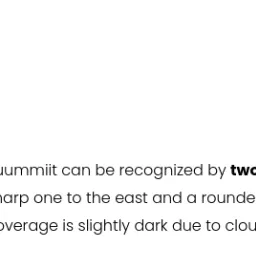 uummiit can be recognized by two
harp one to the east and a rounde
overage is slightly dark due to clou